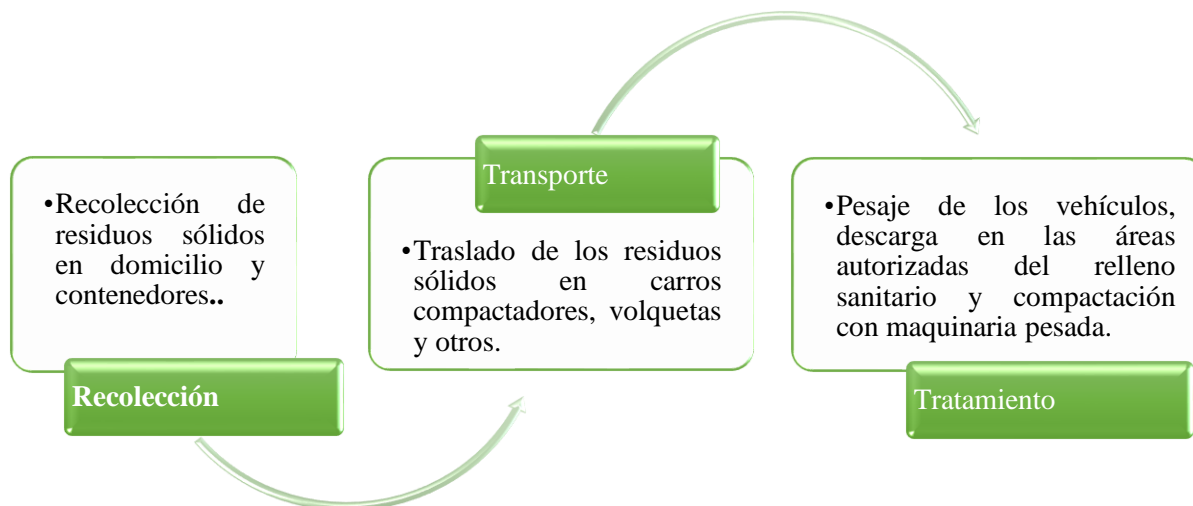 •Recolección de
residuos sólidos
en domicilio y
contenedores..
Recolección
Transporte
•Traslado de los residuos
sólidos en carros
compactadores, volquetas
y otros.
•Pesaje de los vehículos,
descarga en las áreas
autorizadas del relleno
sanitario y compactación
con maquinaria pesada.
Tratamiento